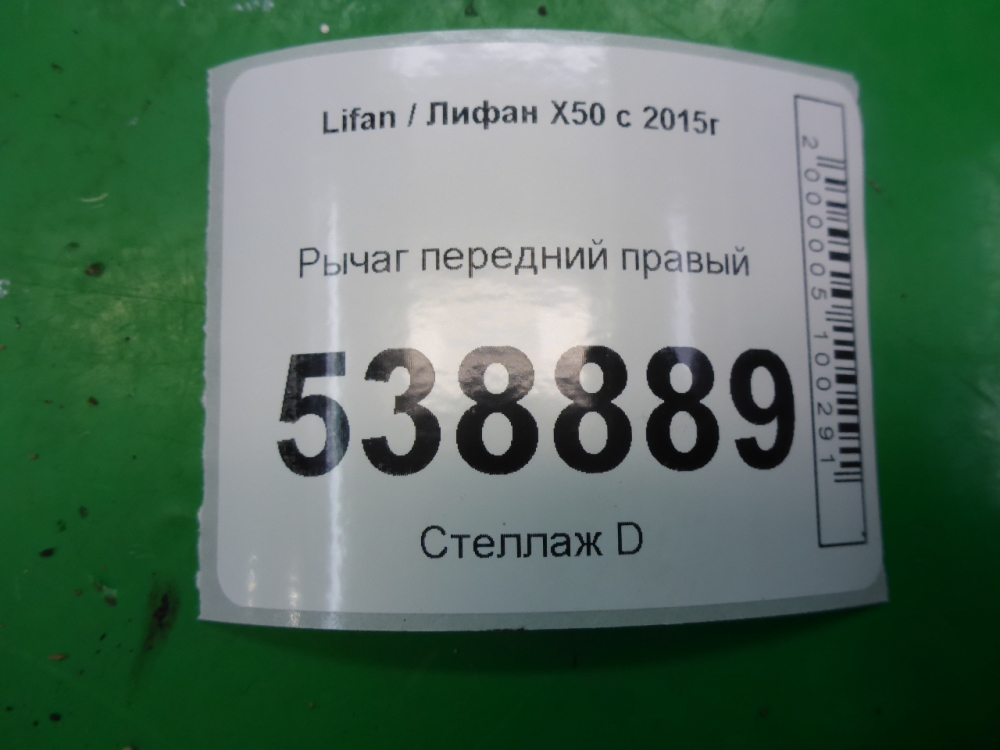 Lifan / Лифан X50 с 2015г
Рычаг передний правый
538889
Стеллаж D
2000005100291